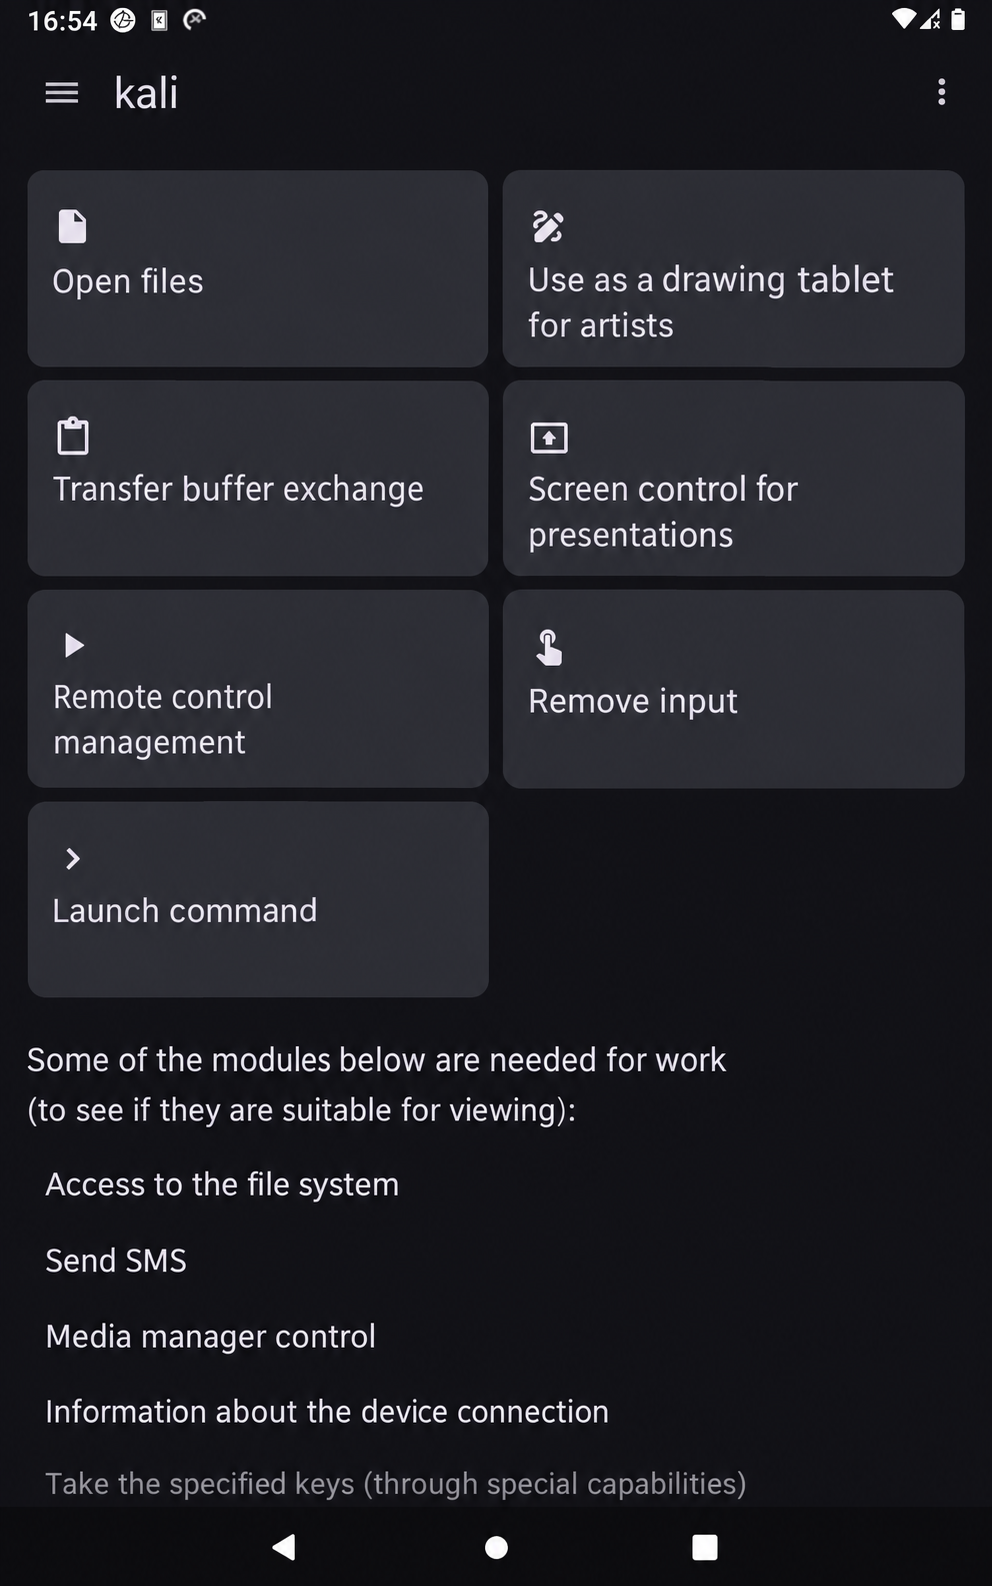 16:54
kali
Open files
Use as a drawing tablet
for artists
Transfer buffer exchange
Screen control for
presentations
Remote control
management
Remove input
Launch command
Some of the modules below are needed for work
(to see if they are suitable for viewing):
Access to the file system
Send SMS
Media manager control
Information about the device connection
Take the specified keys (through special capabilities)